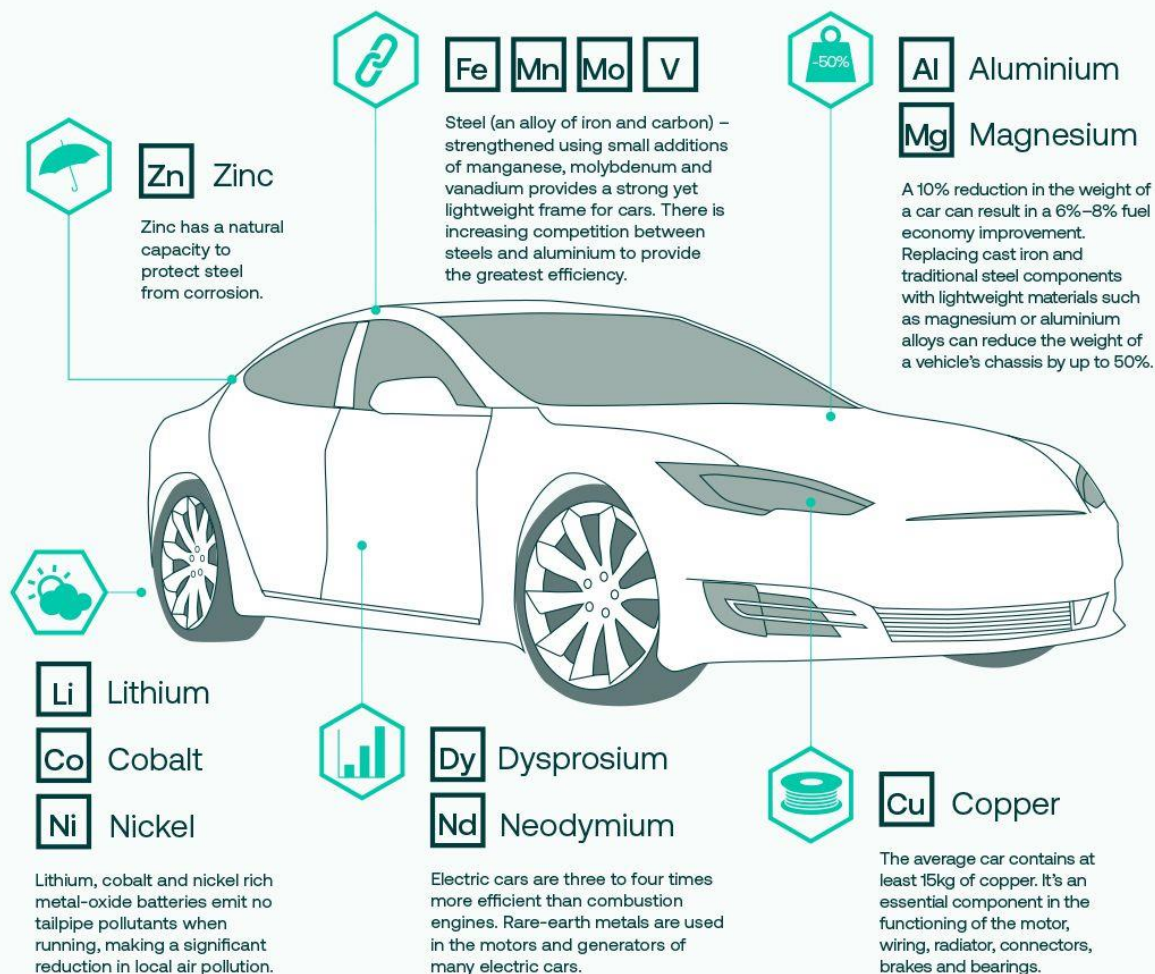 Zn Zinc
Zinc has a natural
capacity to
protect steel
from corrosion.
Fe Mn Mo V
Steel (an alloy of iron and carbon) –
strengthened using small additions
of manganese, molybdenum and
vanadium provides a strong yet
lightweight frame for cars. There is
increasing competition between
steels and aluminium to provide
the greatest efficiency.
-50%
Al Aluminium
Mg Magnesium
A 10% reduction in the weight of
a car can result in a 6%–8% fuel
economy improvement.
Replacing cast iron and
traditional steel components
with lightweight materials such
as magnesium or aluminium
alloys can reduce the weight of
a vehicle’s chassis by up to 50%.
Li Lithium
Co Cobalt
Ni Nickel
Lithium, cobalt and nickel rich
metal-oxide batteries emit no
tailpipe pollutants when
running, making a significant
reduction in local air pollution.
Dy Dysprosium
Nd Neodymium
Electric cars are three to four times
more efficient than combustion
engines. Rare-earth metals are used
in the motors and generators of
many electric cars.
Cu Copper
The average car contains at
least 15kg of copper. It’s an
essential component in the
functioning of the motor,
wiring, radiator, connectors,
brakes and bearings.